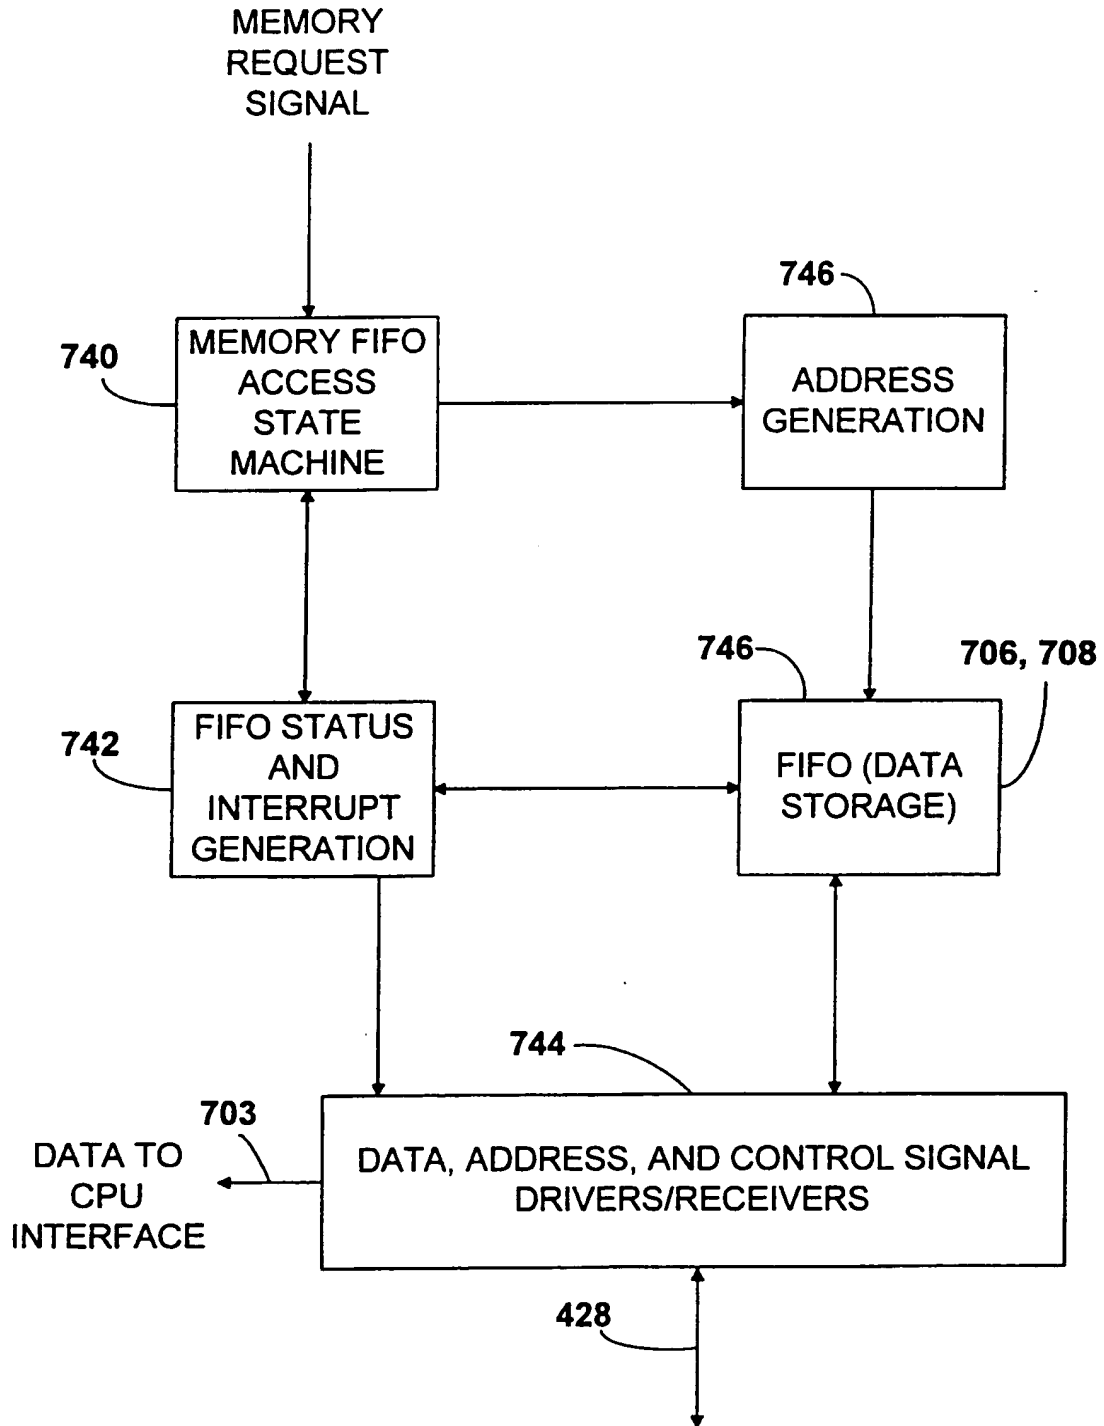 MEMORY
REQUEST
SIGNAL
746
740
MEMORY FIFO
ACCESS
STATE
MACHINE
ADDRESS
GENERATION
746
706, 708
742
FIFO STATUS
AND
INTERRUPT
GENERATION
FIFO (DATA
STORAGE)
744
703
DATA TO
CPU
INTERFACE
DATA, ADDRESS, AND CONTROL SIGNAL
DRIVERS/RECEIVERS
428